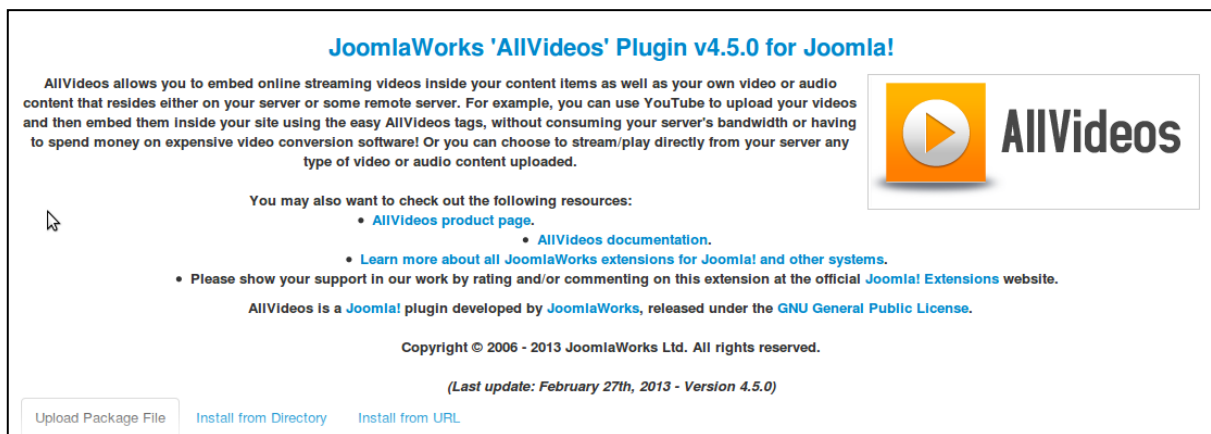 JoomlaWorks 'AllVideos' Plugin v4.5.0 for Joomla!
AllVideos allows you to embed online streaming videos inside your content items as well as your own video or audio
content that resides either on your server or some remote server. For example, you can use YouTube to upload your videos
and then embed them inside your site using the easy AllVideos tags, without consuming your server's bandwidth or having
to spend money on expensive video conversion software! Or you can choose to stream/play directly from your server any
type of video or audio content uploaded.
AllVideos
You may also want to check out the following resources:
• AllVideos product page.
• AllVideos documentation.
• Learn more about all JoomlaWorks extensions for Joomla! and other systems.
• Please show your support in our work by rating and/or commenting on this extension at the official Joomla! Extensions website.
AllVideos is a Joomla! plugin developed by JoomlaWorks, released under the GNU General Public License.
Copyright © 2006 - 2013 JoomlaWorks Ltd. All rights reserved.
(Last update: February 27th, 2013 - Version 4.5.0)
Upload Package File Install from Directory Install from URL